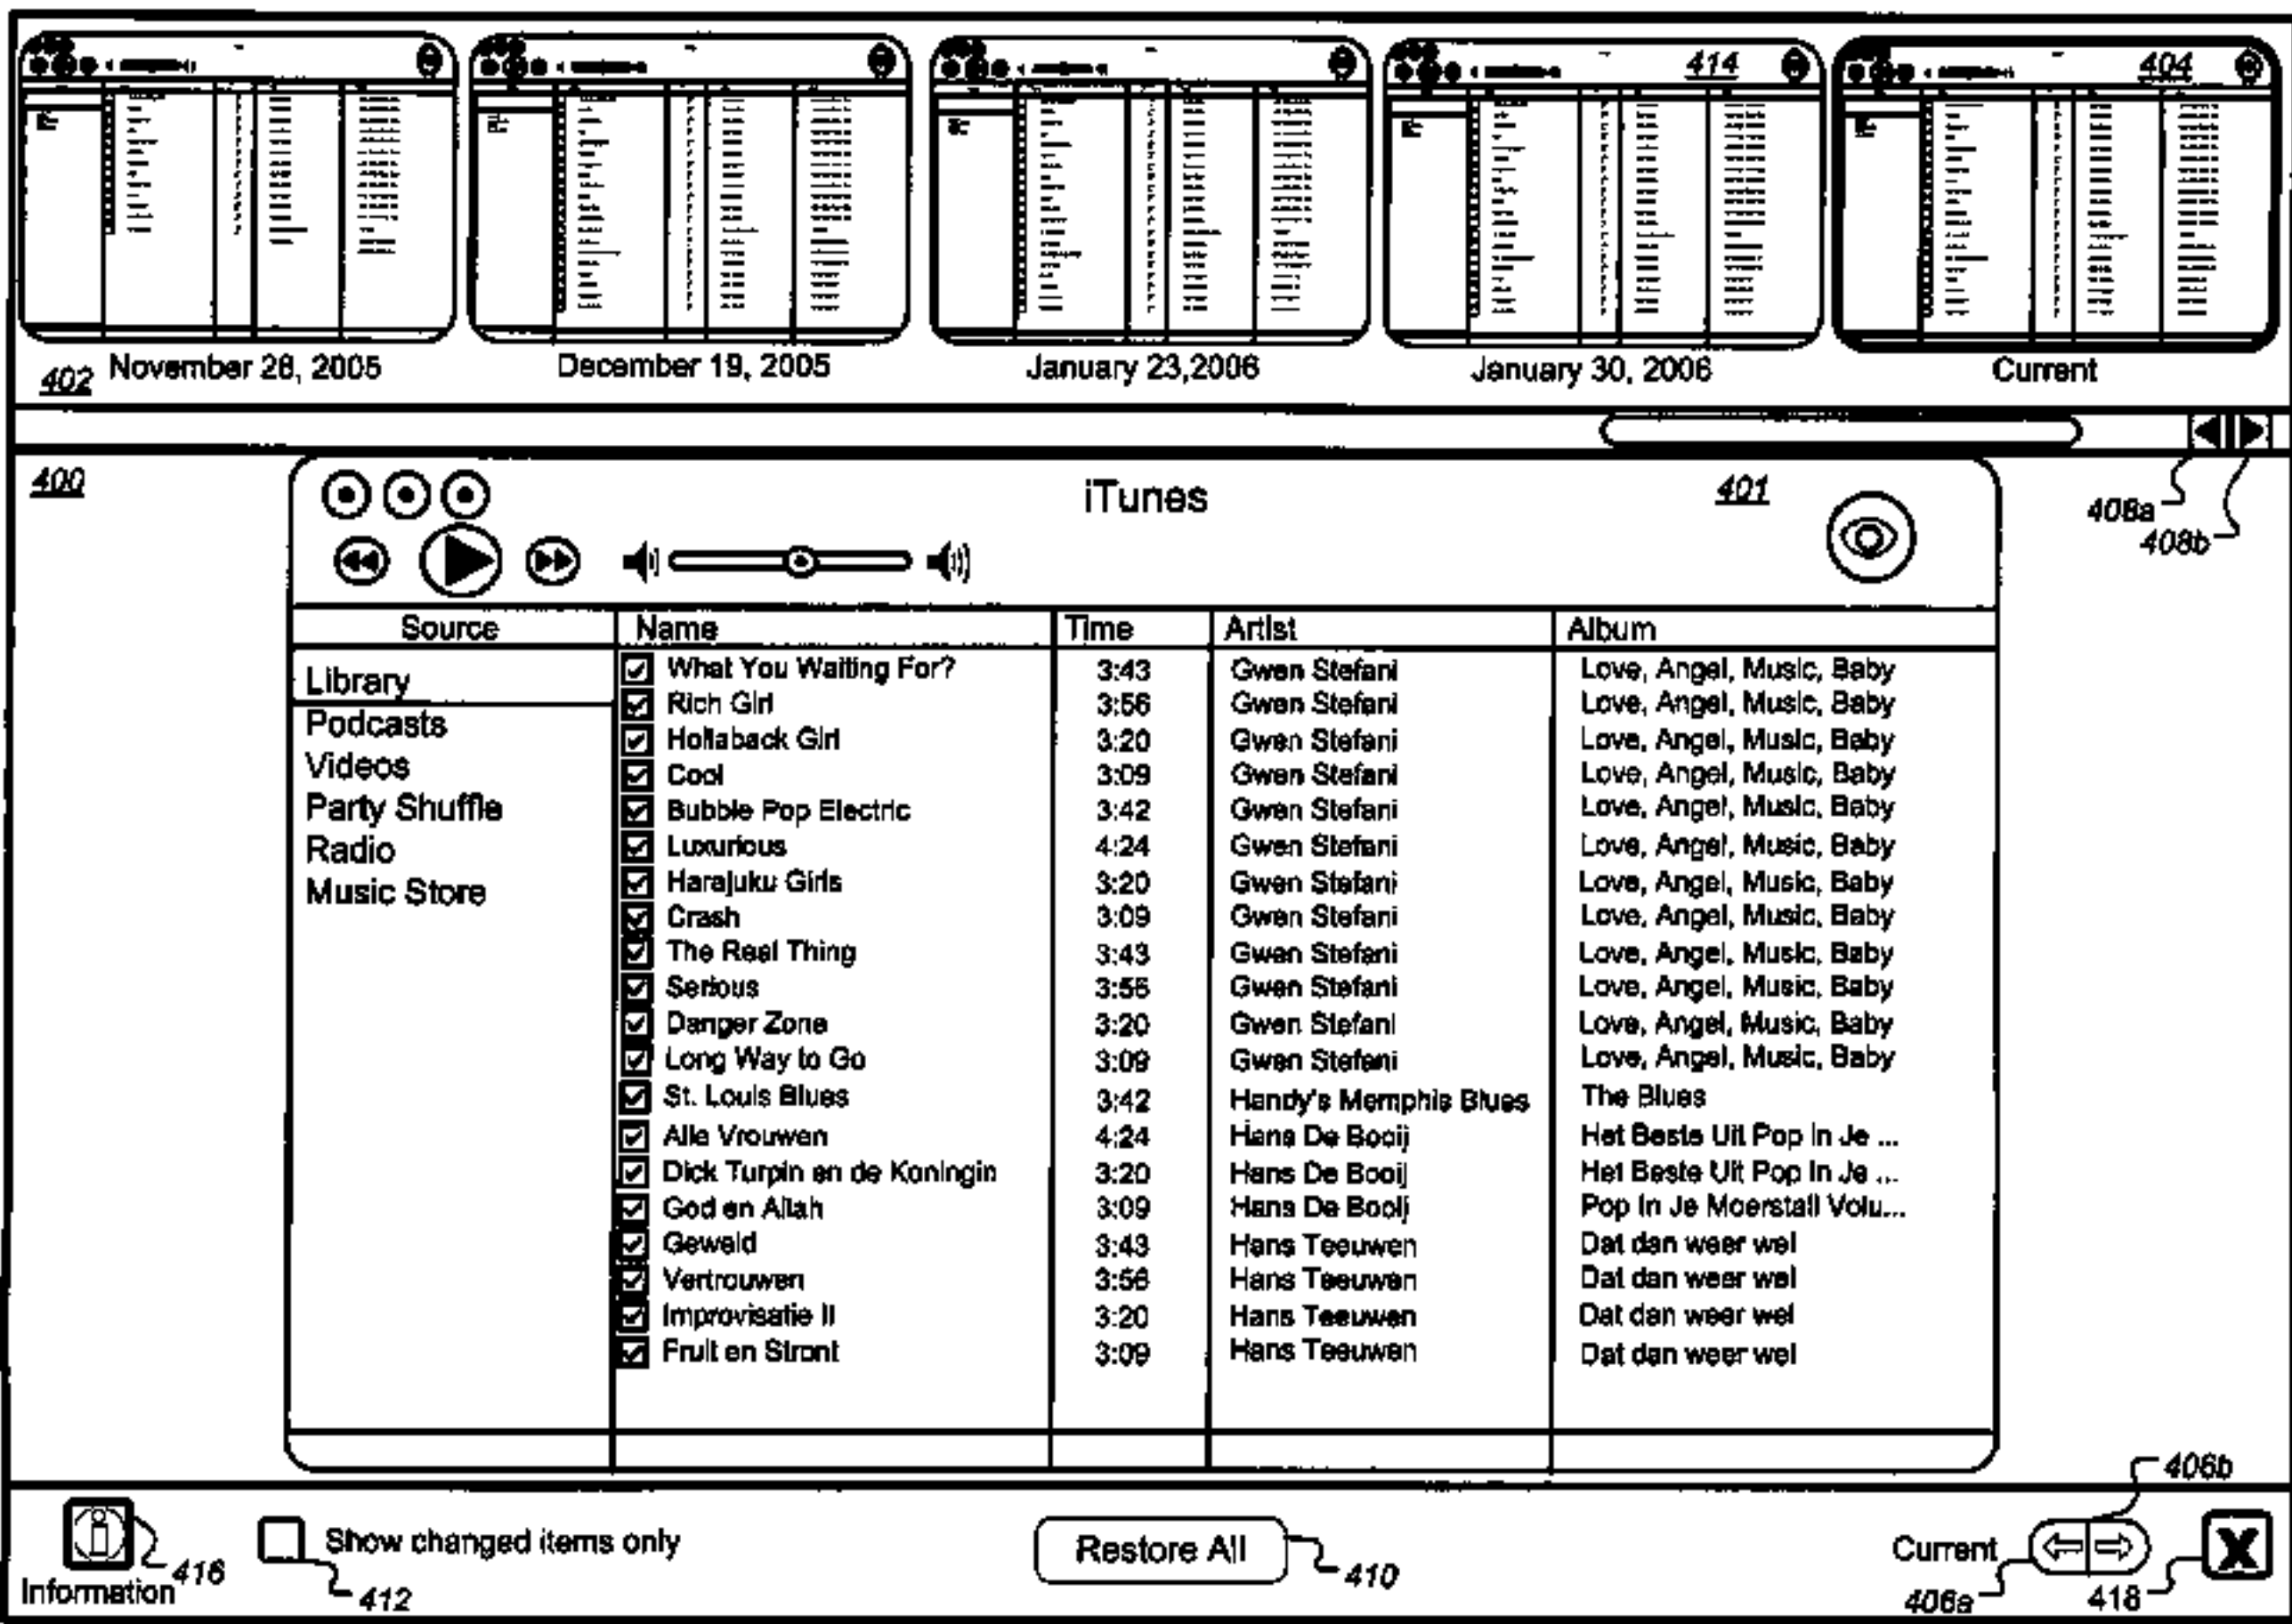 414
404
402
November 28, 2005
December 19, 2005
January 23,2006
January 30, 2006
Current
400
iTunes
401
408a
408b
Source Name Time Artist Album
Library
Podcasts
Videos
Party Shuffle
Radio
Music Store
What You Waiting For? 3:43 Gwen Stefani Love, Angel, Music, Baby
Rich Girl 3:56 Gwen Stefani Love, Angel, Music, Baby
Hollaback Girl 3:20 Gwen Stefani Love, Angel, Music, Baby
Cool 3:09 Gwen Stefani Love, Angel, Music, Baby
Bubble Pop Electric 3:42 Gwen Stefani Love, Angel, Music, Baby
Luxurious 4:24 Gwen Stefani Love, Angel, Music, Baby
Harajuku Girls 3:20 Gwen Stefani Love, Angel, Music, Baby
Crash 3:09 Gwen Stefani Love, Angel, Music, Baby
The Real Thing 3:43 Gwen Stefani Love, Angel, Music, Baby
Serious 3:56 Gwen Stefani Love, Angel, Music, Baby
Danger Zone 3:20 Gwen Stefani Love, Angel, Music, Baby
Long Way to Go 3:09 Gwen Stefani Love, Angel, Music, Baby
St. Louis Blues 3:42 Handy's Memphis Blues The Blues
Alle Vrouwen 4:24 Hans De Booij Het Beste Uit Pop In Je ...
Dick Turpin en de Koningin 3:20 Hans De Booij Het Beste Uit Pop In Je ...
God en Allah 3:09 Hans De Booij Pop In Je Moerstall Volu...
Geweld 3:43 Hans Teeuwen Dat dan weer wel
Vertrouwen 3:56 Hans Teeuwen Dat dan weer wel
Improvisatie II 3:20 Hans Teeuwen Dat dan weer wel
Fruit en Stront 3:09 Hans Teeuwen Dat dan weer wel
406b
Show changed items only
Restore All
Current
X
416
Information
412
410
406a
418